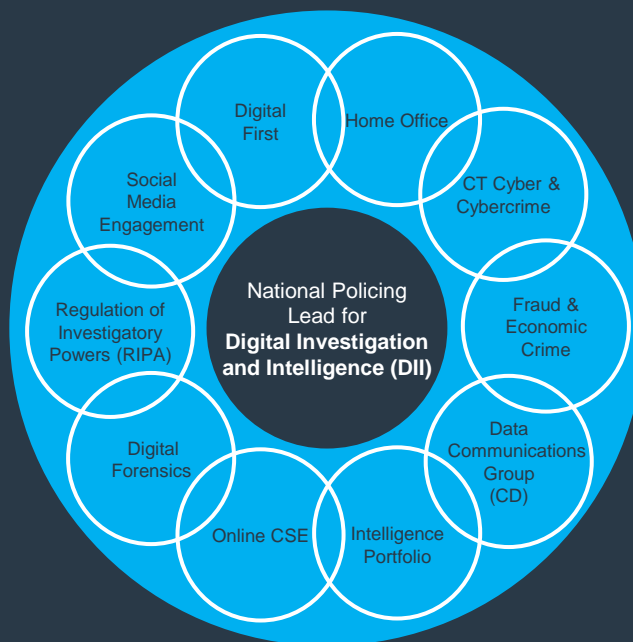 Digital
First
Home Office
CT Cyber &
Cybercrime
Fraud &
Economic
Crime
Data
Communications
Group
(CD)
Intelligence
Portfolio
Online CSE
Digital
Forensics
Regulation of
Investigatory
Powers (RIPA)
Social
Media
Engagement
National Policing
Lead for
Digital Investigation
and Intelligence (DII)